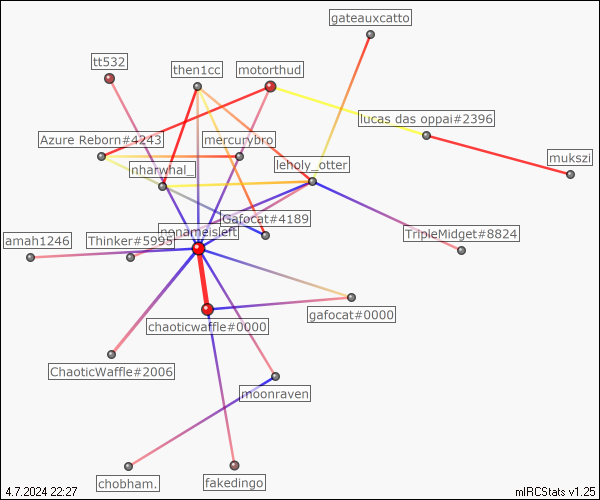 gateauxcatto
tt532
then1cc
motorthud
lucas das oppai#2396
Azure Reborn#4243
mercurybro
leholy_otter
mukszi
nharwhal_
Gafocat#4189
nonameisleft
amah1246
Thinker#5995
TripleMidget#8824
gafocat#0000
chaoticwaffle#0000
ChaoticWaffle#2006
moonraven
chobham.
fakedingo
4.7.2024 22:27
mIRCStats v1.25